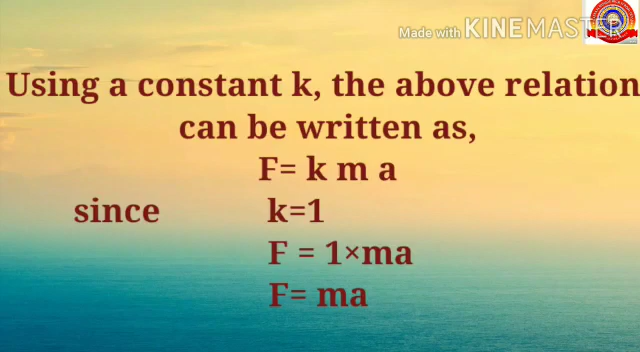 Made with KINEMASTER
Using a constant k, the above relation
can be written as,
F= k m a
since k=1
F = 1×ma
F= ma